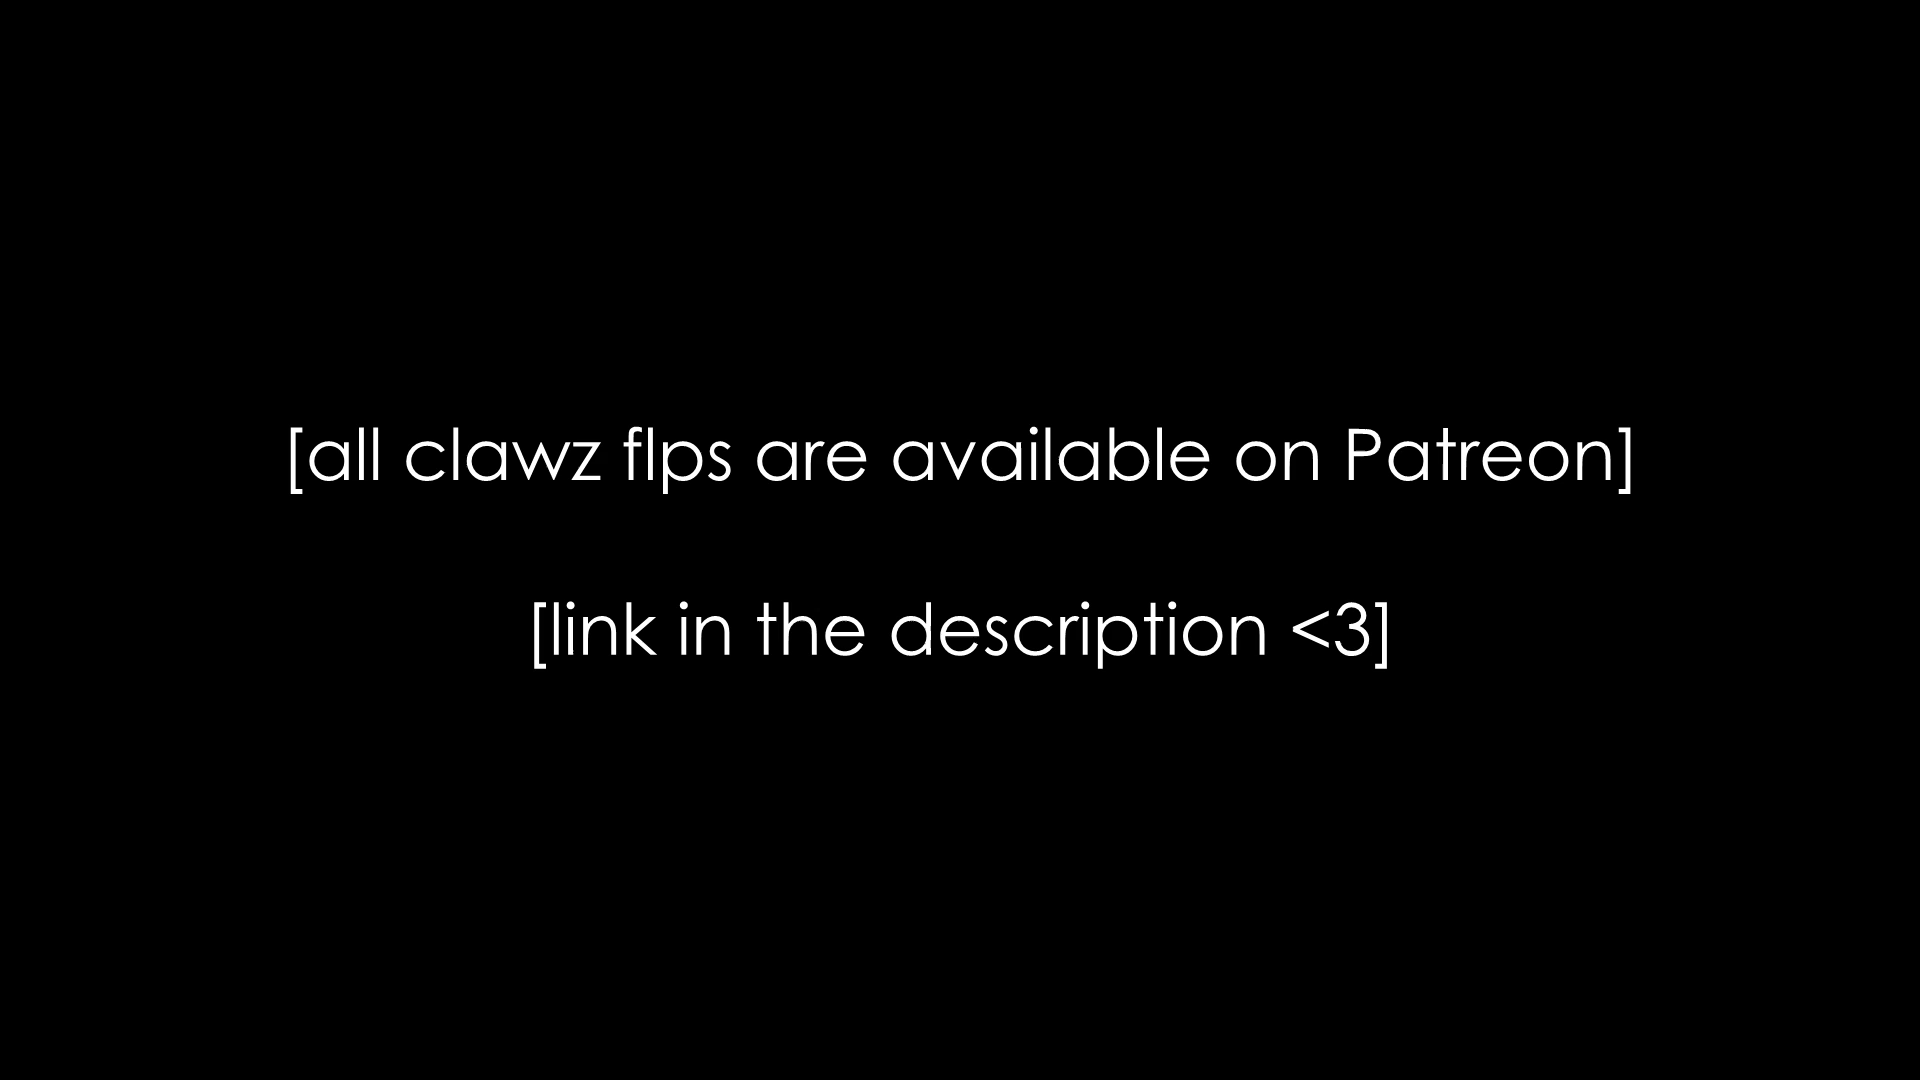 [all clawz flps are available on Patreon]
[link in the description <3]